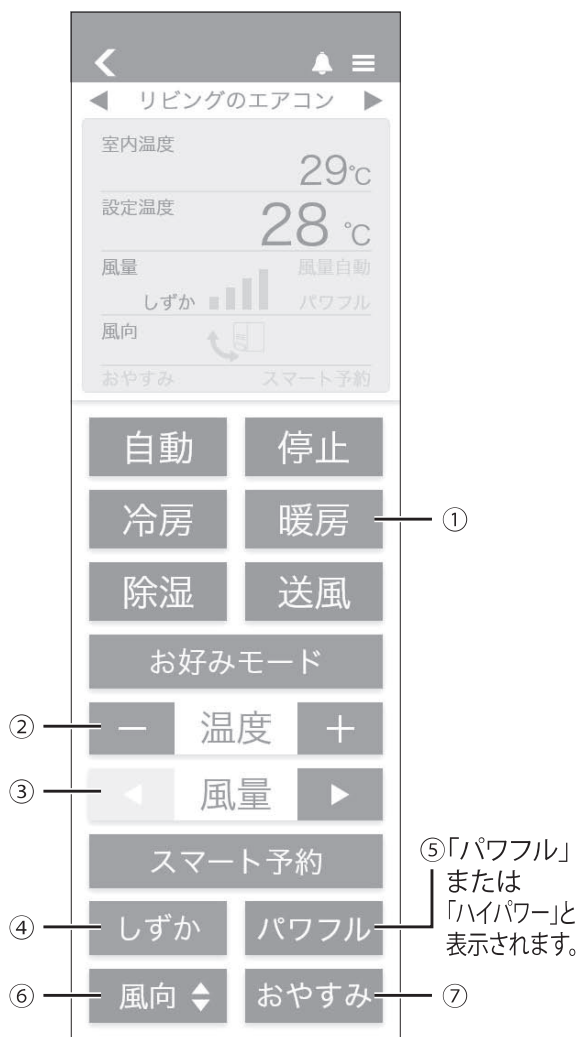 ◀ リビングのエアコン ▶
室内温度
29℃
設定温度
28 ℃
風量 風量自動
しずか パワフル
風向
おやすみ スマート予約
自動 停止
冷房 暖房 ①
除湿 送風
お好みモード
② − 温度 +
③ ◀ 風量 ▶
スマート予約
④ しずか パワフル
⑤「パワフル」
または
「ハイパワー」と
表示されます。
⑥ 風向 おやすみ ⑦